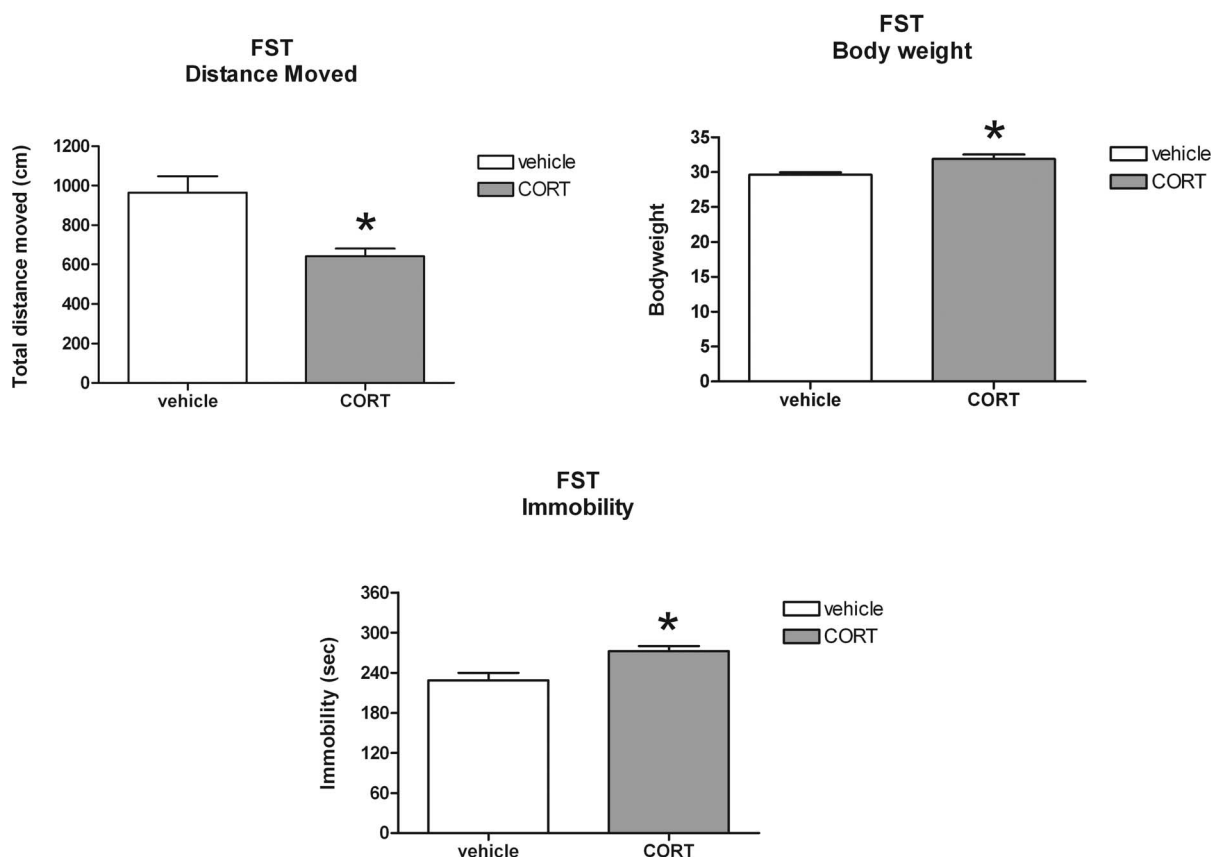 FST
Distance Moved
Total distance moved (cm)
1200
1000
800
600
400
200
0
*
vehicle
CORT
vehicle
CORT
FST
Body weight
Bodyweight
35
30
25
20
15
10
5
0
*
vehicle
CORT
vehicle
CORT
FST
Immobility
Immobility (sec)
360
300
240
180
120
60
0
*
vehicle
CORT
vehicle
CORT